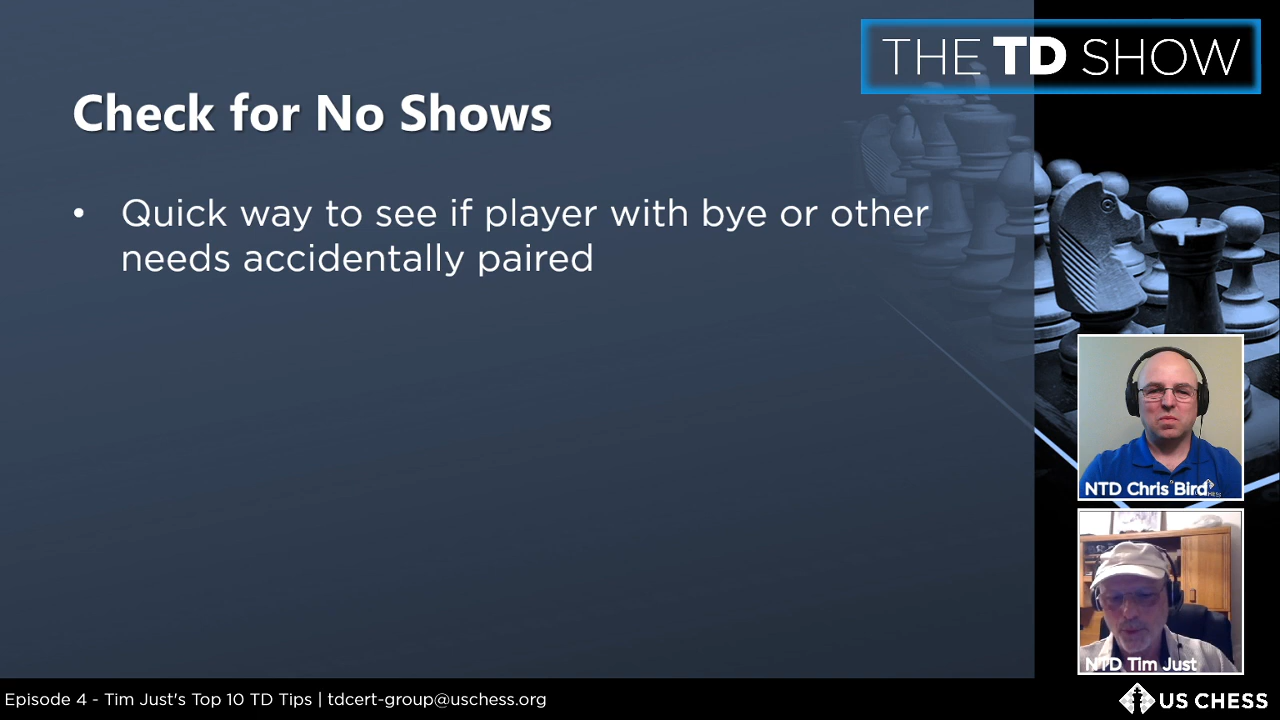 THE TD SHOW
Check for No Shows
• Quick way to see if player with bye or other
needs accidentally paired
NTD Chris Bird
NTD Tim Just
Episode 4 - Tim Just's Top 10 TD Tips | tdcert-group@uschess.org
US CHESS